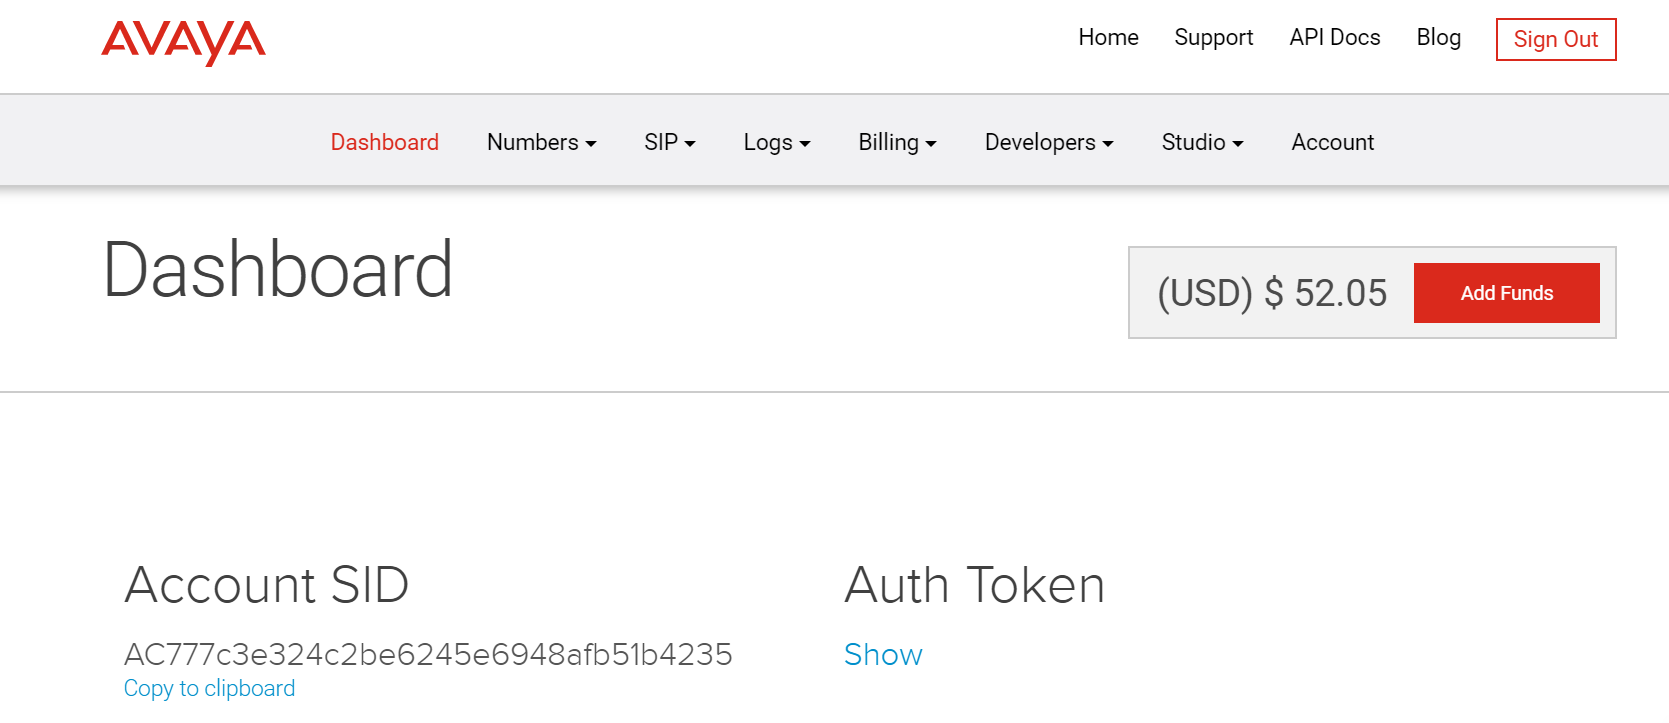 AVAYA
Home Support API Docs Blog Sign Out
Dashboard Numbers SIP Logs Billing Developers Studio Account
Dashboard
(USD) $ 52.05 Add Funds
Account SID Auth Token
AC777c3e324c2be6245e6948afb51b4235 Show
Copy to clipboard